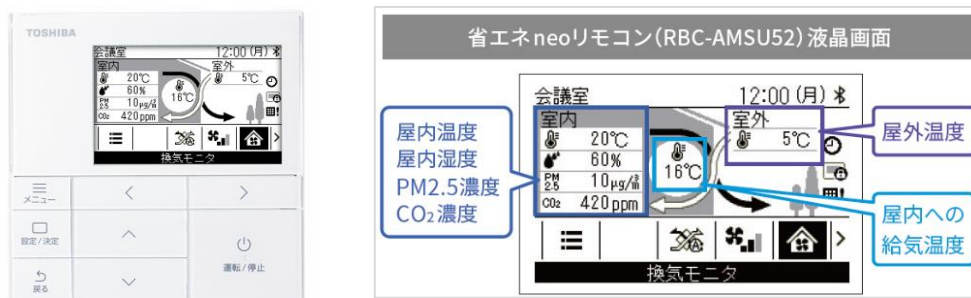 TOSHIBA
会議室 12:00 (月)
室内 室外
20℃ 5℃
60%
16℃
PM2.5 10μg/㎥
CO₂ 420ppm
換気モニタ
メニュー
設定/決定
運転/停止
戻る
省エネneoリモコン(RBC-AMSU52)液晶画面
屋内温度
屋内湿度
PM2.5濃度
CO₂濃度
会議室 12:00 (月)
室内 室外
20℃ 5℃
60%
16℃
PM2.5 10μg/㎥
CO₂ 420ppm
換気モニタ
屋外温度
屋内への
給気温度